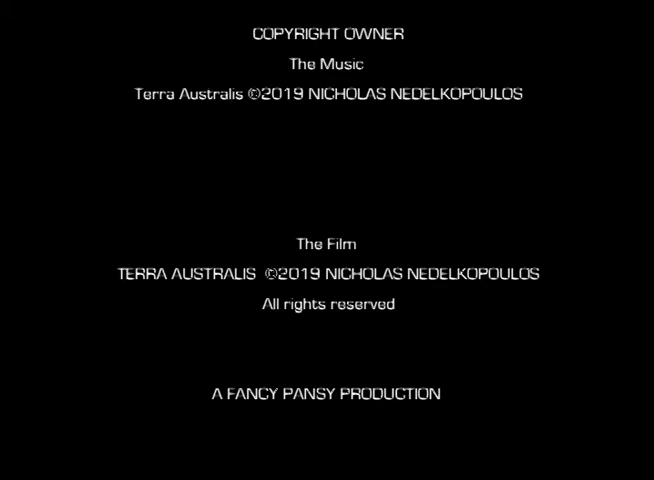 COPYRIGHT OWNER
The Music
Terra Australis ©2019 NICHOLAS NEDELKOPOULOS
The Film
TERRA AUSTRALIS ©2019 NICHOLAS NEDELKOPOULOS
All rights reserved
A FANCY PANSY PRODUCTION